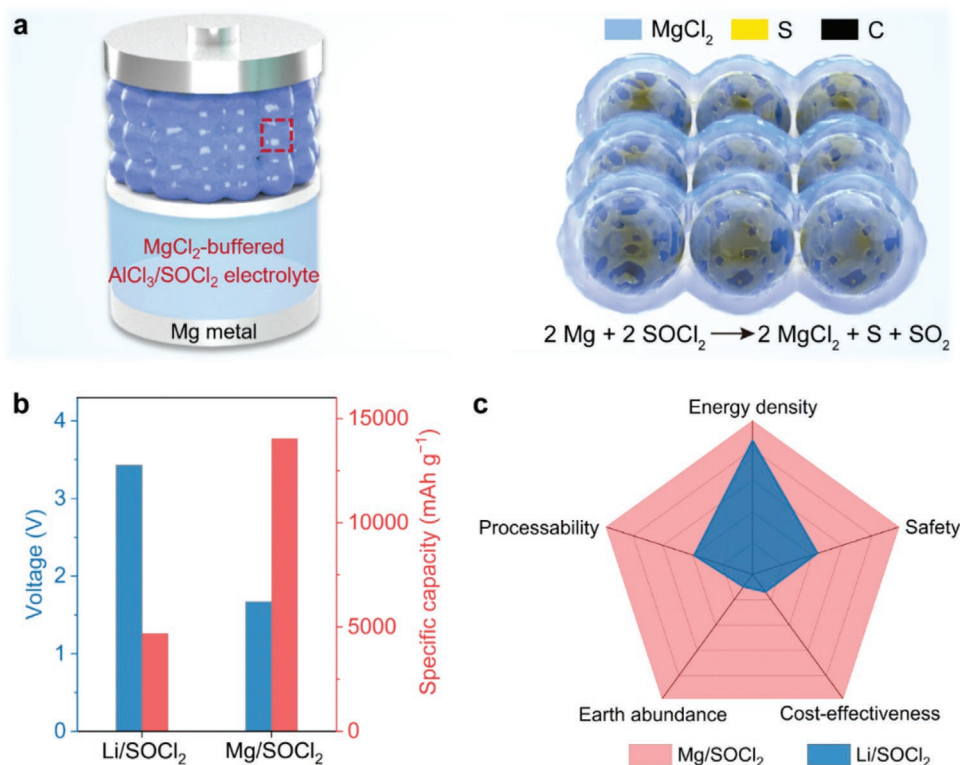 a
MgCl₂-buffered
AlCl₃/SOCl₂ electrolyte
Mg metal
MgCl₂ S C
2 Mg + 2 SOCl₂ → 2 MgCl₂ + S + SO₂
b
Voltage (V)
4
3
2
1
0
Specific capacity (mAh g⁻¹)
15000
10000
5000
0
Li/SOCl₂ Mg/SOCl₂
c
Energy density
Processability
Safety
Earth abundance
Cost-effectiveness
Mg/SOCl₂ Li/SOCl₂